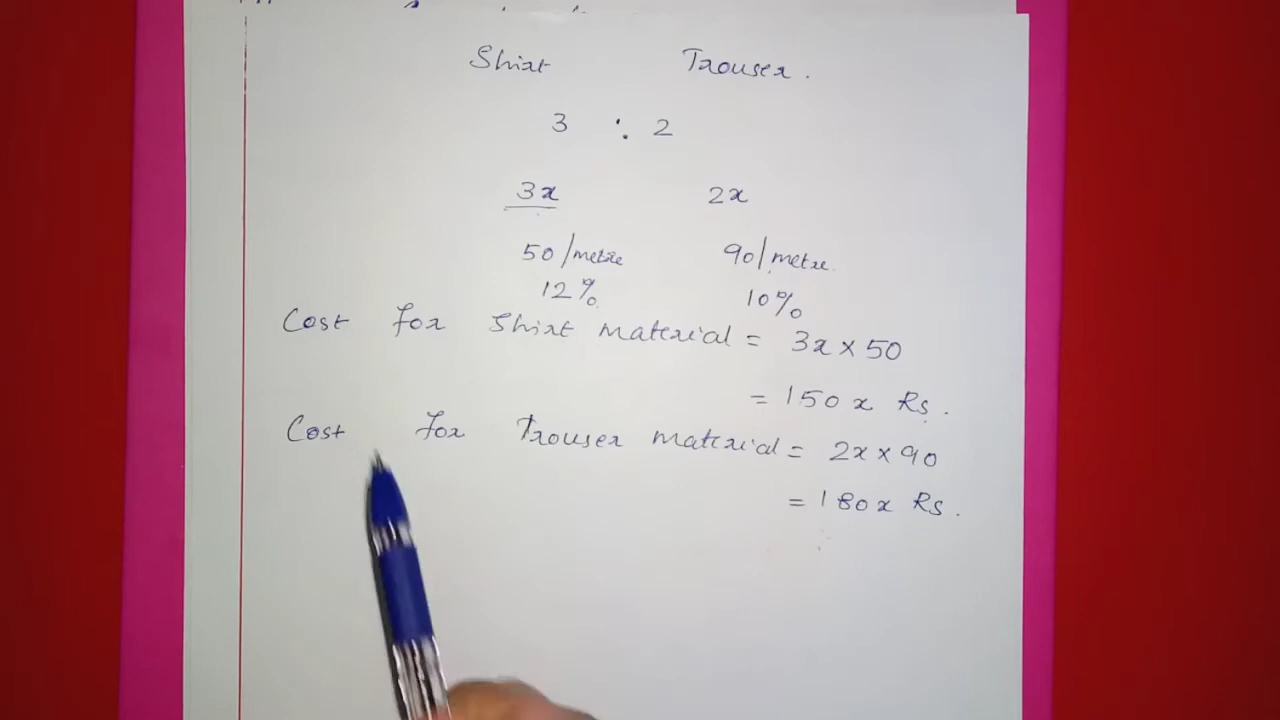 Shirt Trouser.
3 : 2
3x 2x
50/metre 90/metre.
12% 10%
Cost for Shirt material = 3x × 50
= 150x Rs.
Cost for Trouser material = 2x × 90
= 180x Rs.